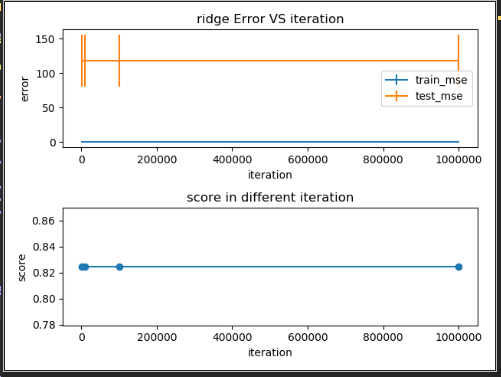 ridge Error VS iteration
150
100
50
0
error
train_mse
test_mse
0 200000 400000 600000 800000 1000000
iteration
score in different iteration
0.86
0.84
0.82
0.80
0.78
score
0 200000 400000 600000 800000 1000000
iteration